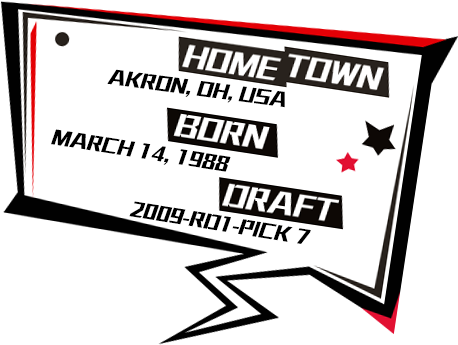 HOME TOWN
AKRON, OH, USA
BORN
MARCH 14, 1988
DRAFT
2009-RD1-PICK 7